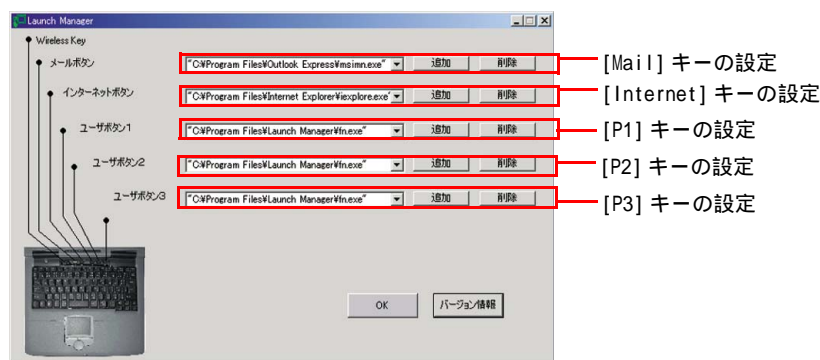 Launch Manager
Wireless Key
メールボタン
"C:¥Program Files¥Outlook Express¥msimn.exe"
追加
削除
[Mail] キーの設定
インターネットボタン
"C:¥Program Files¥Internet Explorer¥iexplore.exe"
追加
削除
[Internet] キーの設定
ユーザボタン1
"C:¥Program Files¥Launch Manager¥fn.exe"
追加
削除
[P1] キーの設定
ユーザボタン2
"C:¥Program Files¥Launch Manager¥fn.exe"
追加
削除
[P2] キーの設定
ユーザボタン3
"C:¥Program Files¥Launch Manager¥fn.exe"
追加
削除
[P3] キーの設定
OK
バージョン情報